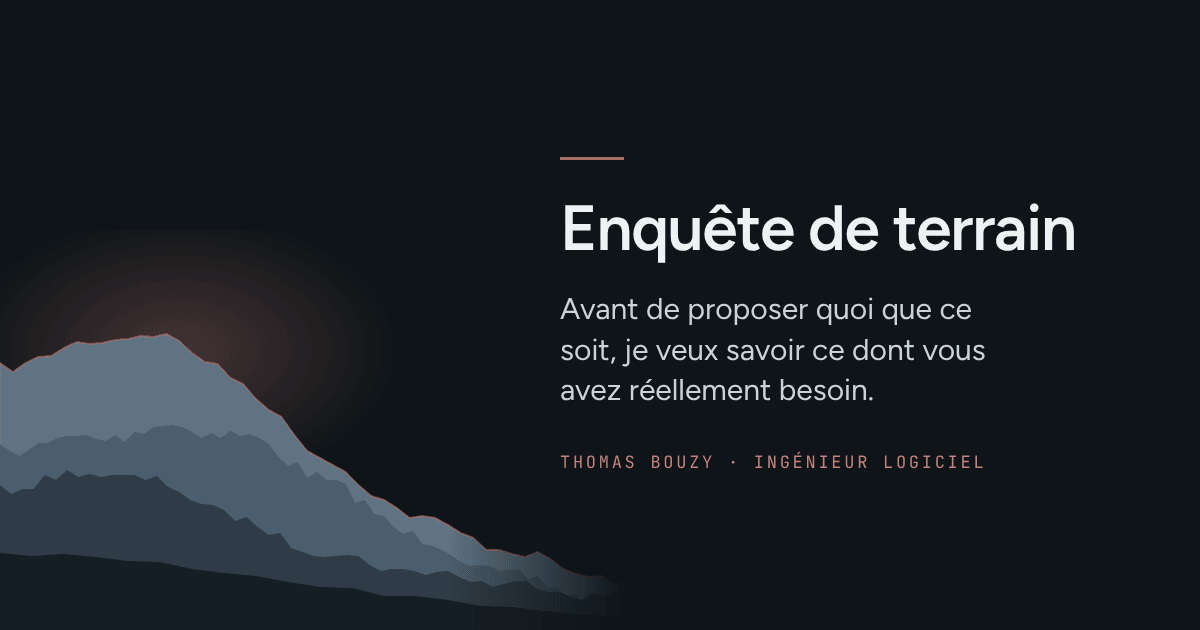 Enquête de terrain
Avant de proposer quoi que ce
soit, je veux savoir ce dont vous
avez réellement besoin.
THOMAS BOUZY · INGÉNIEUR LOGICIEL